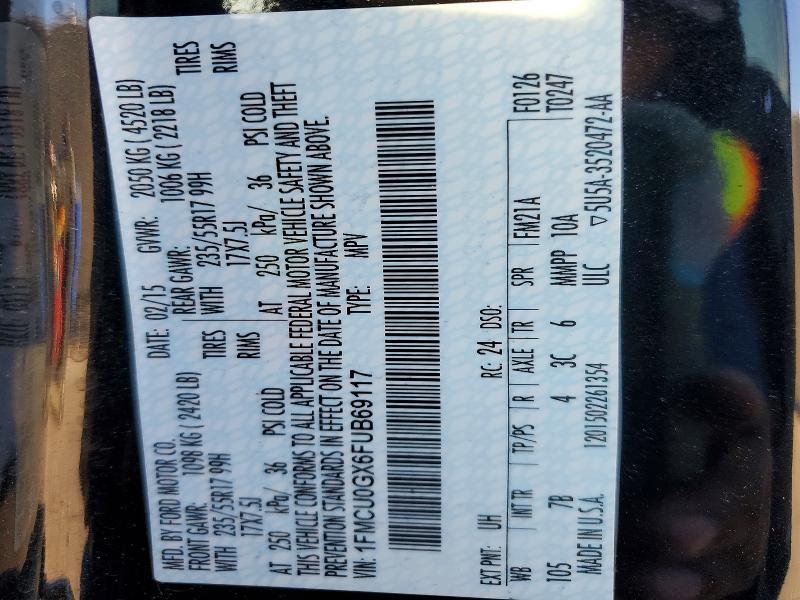 MFD. BY FORD MOTOR CO.
DATE: 02/15 GVWR: 2050 KG ( 4520 LB)
FRONT GAWR: 1098 KG ( 2420 LB) REAR GAWR: 1006 KG ( 2218 LB)
WITH 235/55R17 99H TIRES WITH 235/55R17 99H TIRES
17X7.5J RIMS 17X7.5J RIMS
AT 250 kPa/ 36 PSI COLD AT 250 kPa/ 36 PSI COLD
THIS VEHICLE CONFORMS TO ALL APPLICABLE FEDERAL MOTOR VEHICLE SAFETY AND THEFT
PREVENTION STANDARDS IN EFFECT ON THE DATE OF MANUFACTURE SHOWN ABOVE.
VIN: 1FMCU0GX6FUB69117 TYPE: MPV
EXT PNT: UH RC: 24 DSO:
WB INT TR TP/PS R AXLE TR SPR FM21A F0126
105 7B 4 3C 6 MMPP 10A T0247
MADE IN U.S.A. 1201502261354 ULC ▽5U5A-3520472-AA